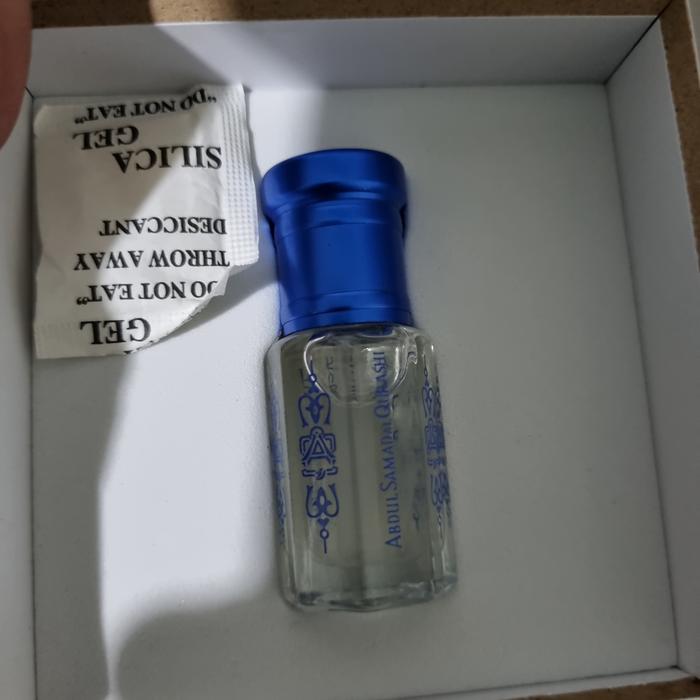 "DO NOT EAT"
SILICA
GEL
DESICCANT
THROW AWAY
DO NOT EAT"
GEL
ABDUL SAMAD AL QURASHI